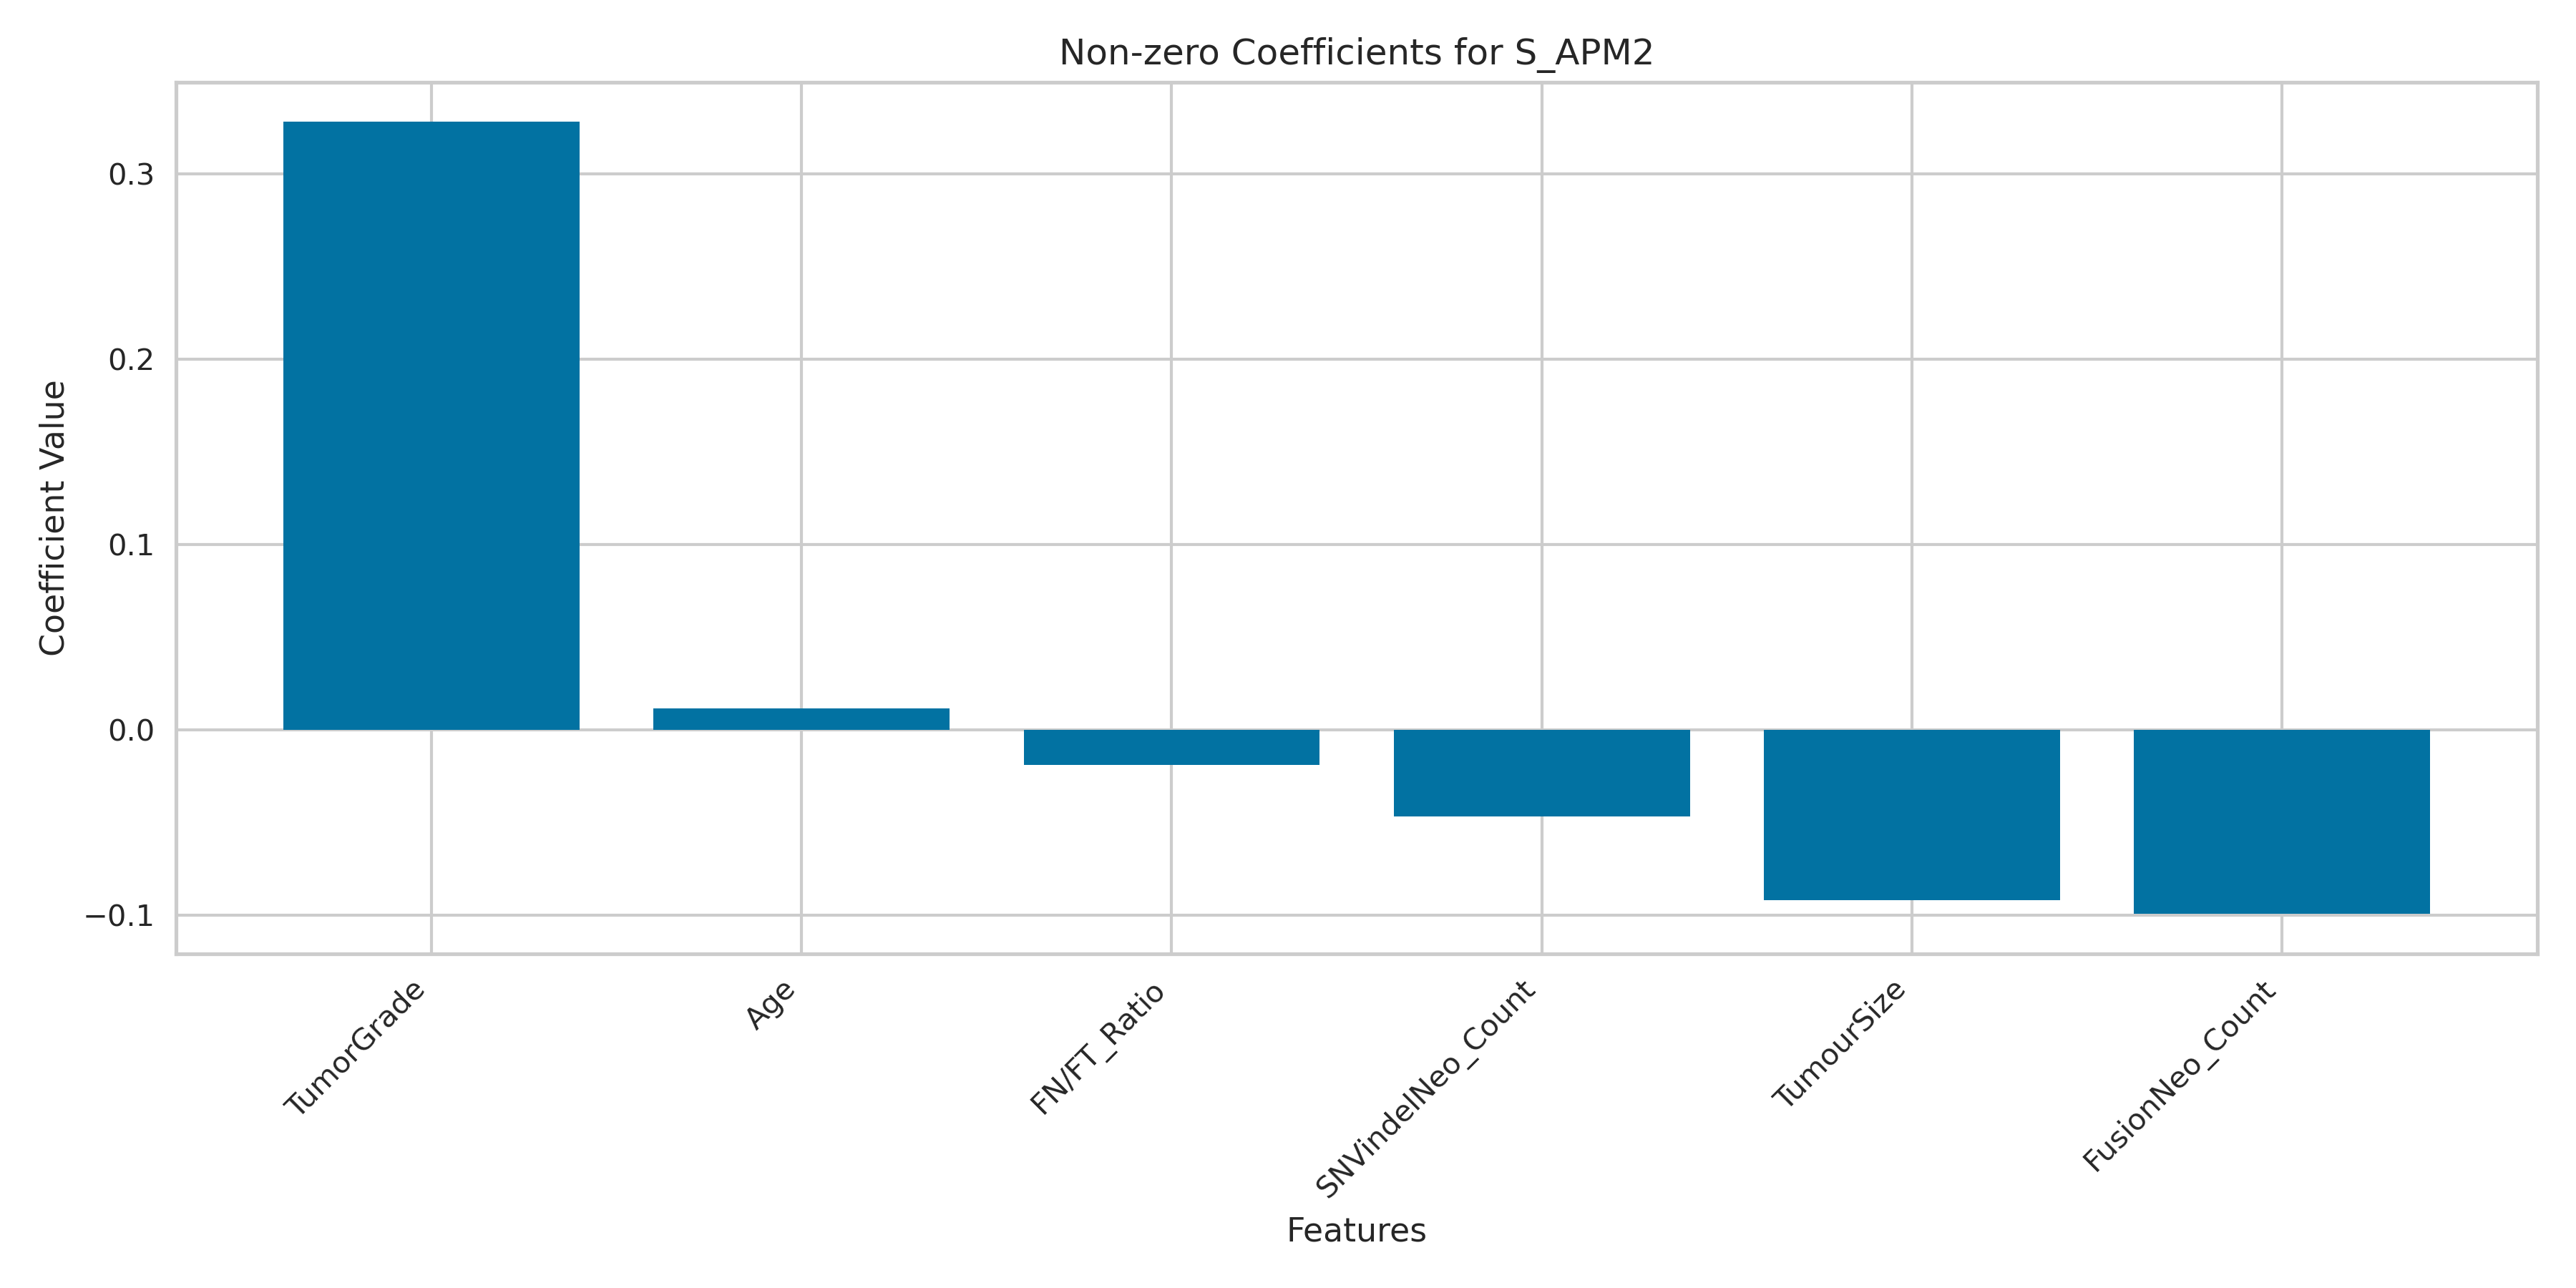 Non-zero Coefficients for S_APM2
Coefficient Value
0.3
0.2
0.1
0.0
−0.1
TumorGrade
Age
FN/FT_Ratio
SNVindelNeo_Count
TumourSize
FusionNeo_Count
Features